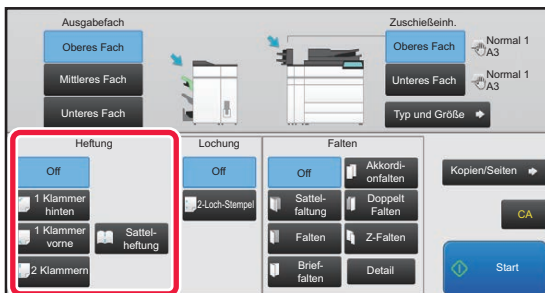 Ausgabefach
Zuschießeinh.
Oberes Fach
Oberes Fach
Normal 1
A3
Mittleres Fach
Unteres Fach
Normal 1
A3
Unteres Fach
Typ und Größe
Heftung
Lochung
Falten
Off
Off
Off
Akkordi-
onfalten
Kopien/Seiten
1 Klammer
hinten
2-Loch-Stempel
Sattel-
faltung
Doppelt
Falten
1 Klammer
vorne
Sattel-
heftung
Falten
Z-Falten
CA
2 Klammern
Brief-
falten
Detail
Start